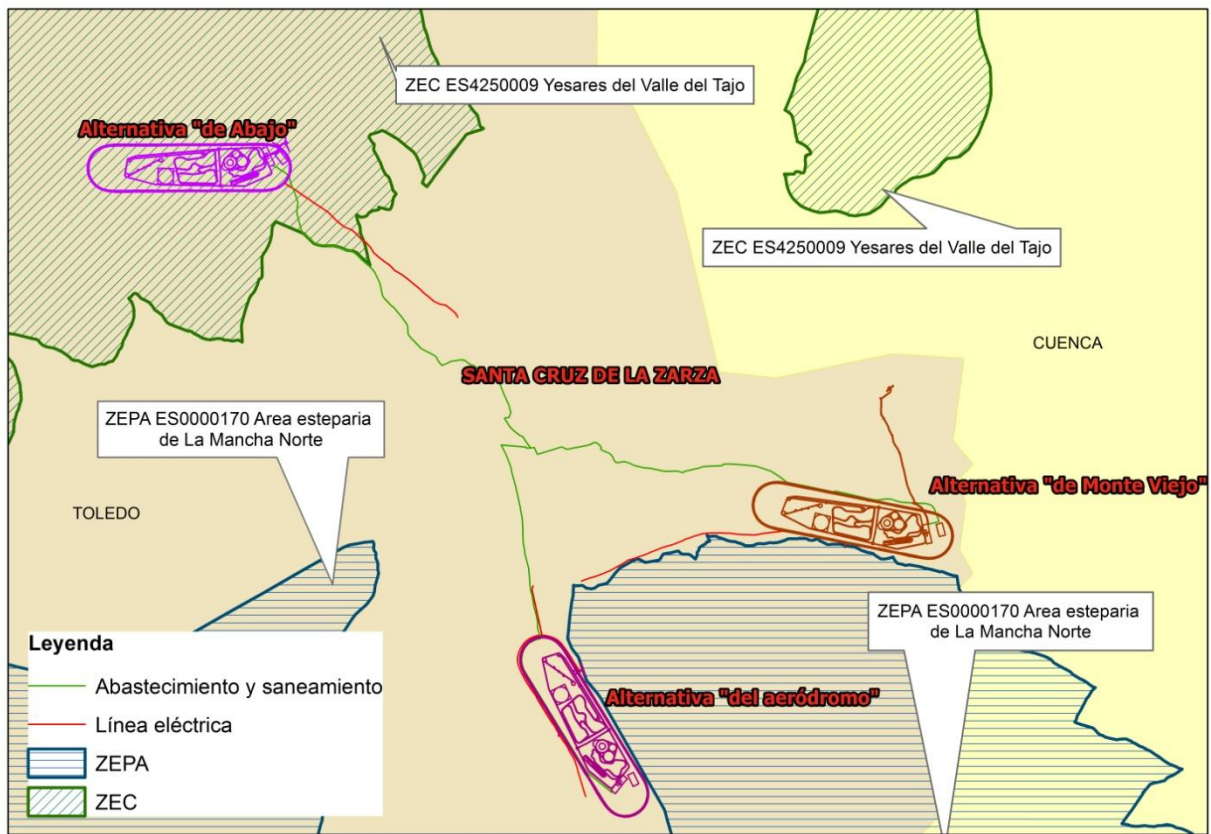 ZEC ES4250009 Yesares del Valle del Tajo
Alternativa "de Abajo"
ZEC ES4250009 Yesares del Valle del Tajo
CUENCA
SANTA CRUZ DE LA ZARZA
ZEPA ES0000170 Area esteparia
de La Mancha Norte
Alternativa "de Monte Viejo"
TOLEDO
ZEPA ES0000170 Area esteparia
de La Mancha Norte
Leyenda
Abastecimiento y saneamiento
Línea eléctrica
ZEPA
ZEC
Alternativa "del aeródromo"